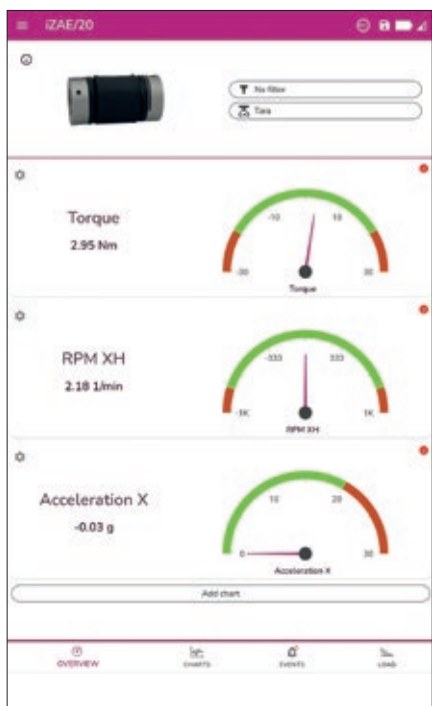 iZAE/20
No filter
Tara
Torque
2.95 Nm
-10
10
-30
30
Torque
RPM XH
2.18 1/min
-333
333
-1K
1K
RPM XH
Acceleration X
-0.03 g
10
20
0
30
Acceleration X
Add chart
OVERVIEW
CHARTS
EVENTS
LOAD